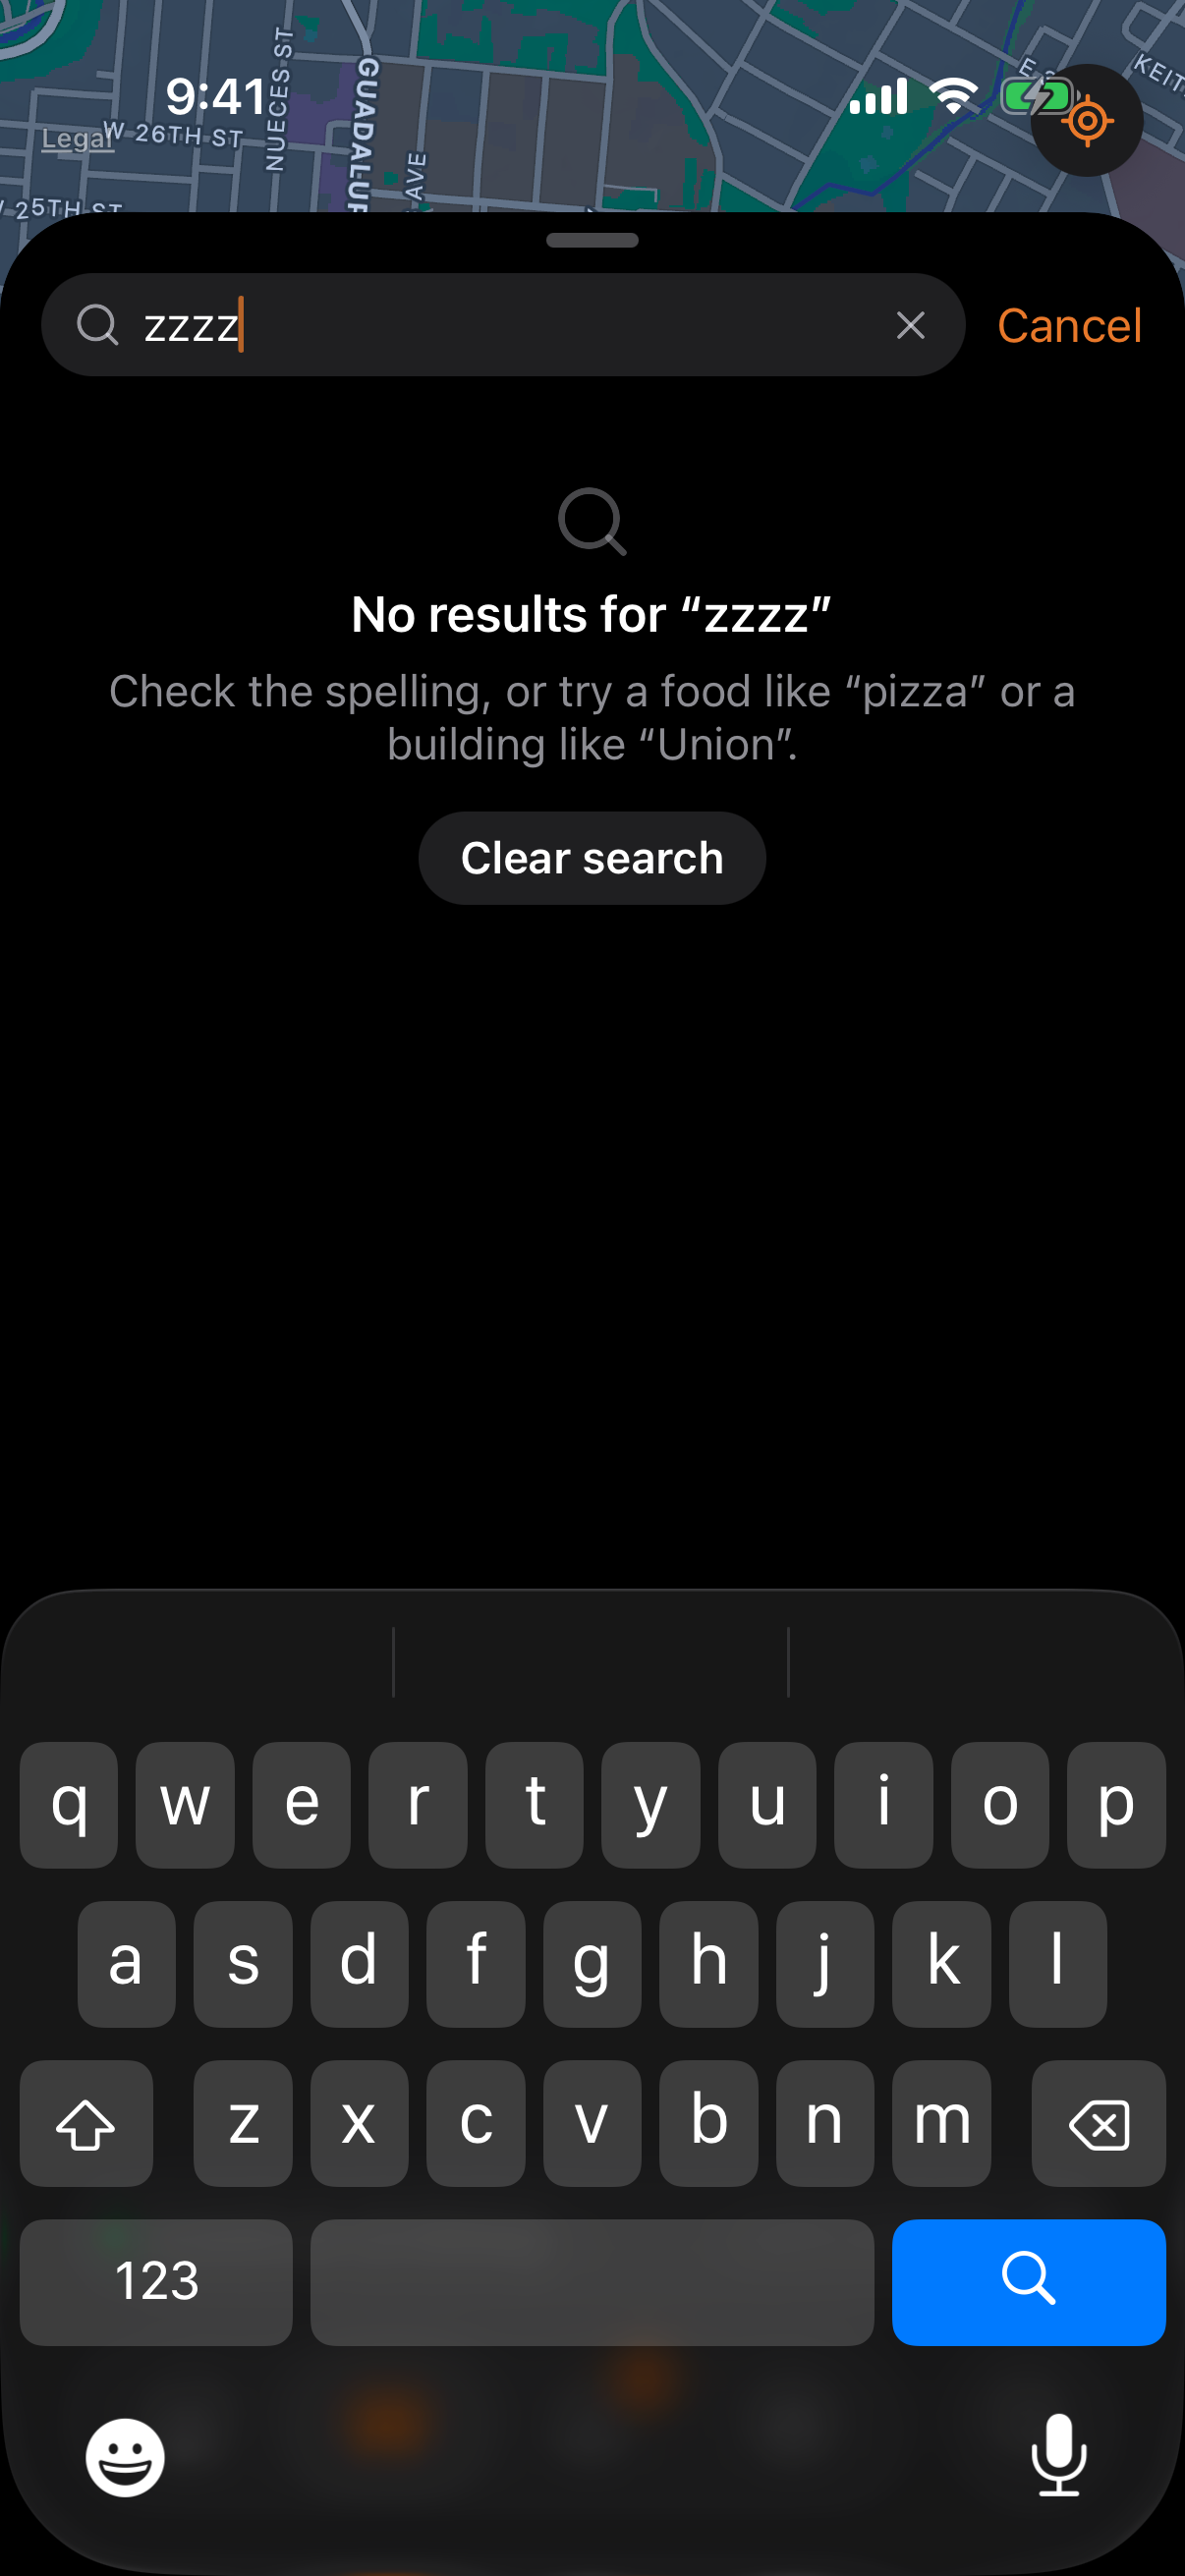 9:41
NUECES ST
GUADALUP
KEIT
Legal
W 26TH ST
AVE
25TH ST
zzzz
Cancel
No results for “zzzz”
Check the spelling, or try a food like “pizza” or a
building like “Union”.
Clear search
q w e r t y u i o p
a s d f g h j k l
z x c v b n m
123